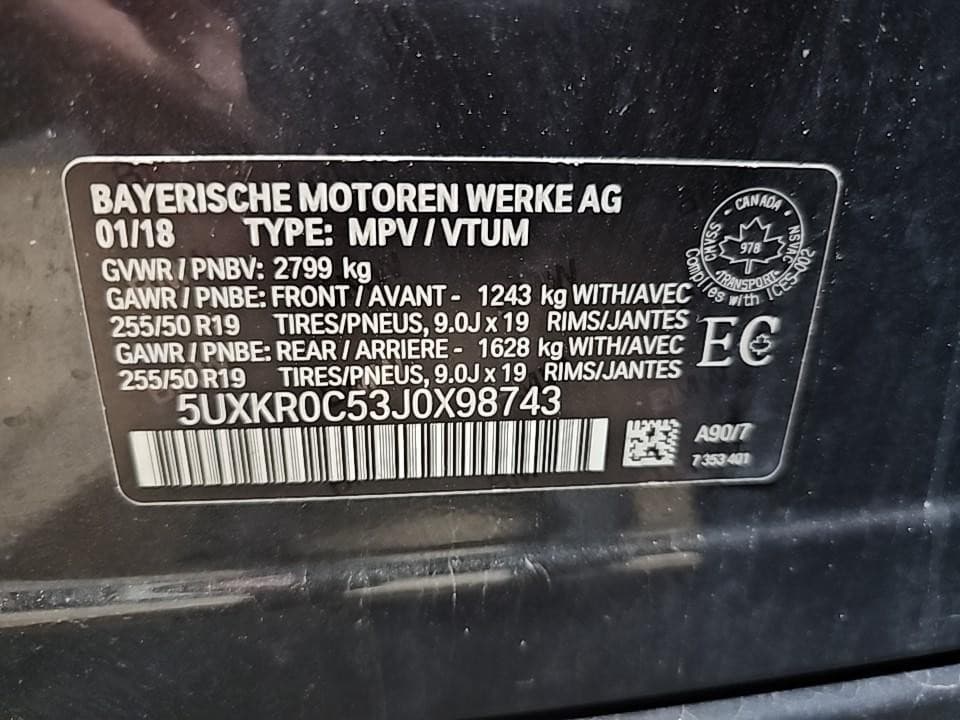 BAYERISCHE MOTOREN WERKE AG
01/18 TYPE: MPV / VTUM
GVWR / PNBV: 2799 kg
GAWR / PNBE: FRONT / AVANT - 1243 kg WITH/AVEC
255/50 R19 TIRES/PNEUS, 9.0J x 19 RIMS/JANTES
GAWR / PNBE: REAR / ARRIERE - 1628 kg WITH/AVEC
255/50 R19 TIRES/PNEUS, 9.0J x 19 RIMS/JANTES
5UXKR0C53J0X98743
CANADA
CMVSS
NSVAC
978
TRANSPORT
Complies with ICES-002
EC
A90/7
7 353 401